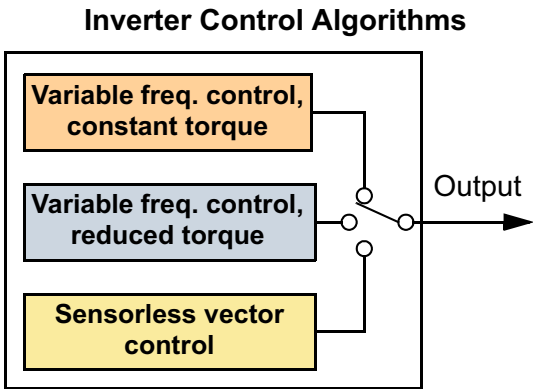 Inverter Control Algorithms
Variable freq. control,
constant torque
Variable freq. control,
reduced torque
Output
Sensorless vector
control